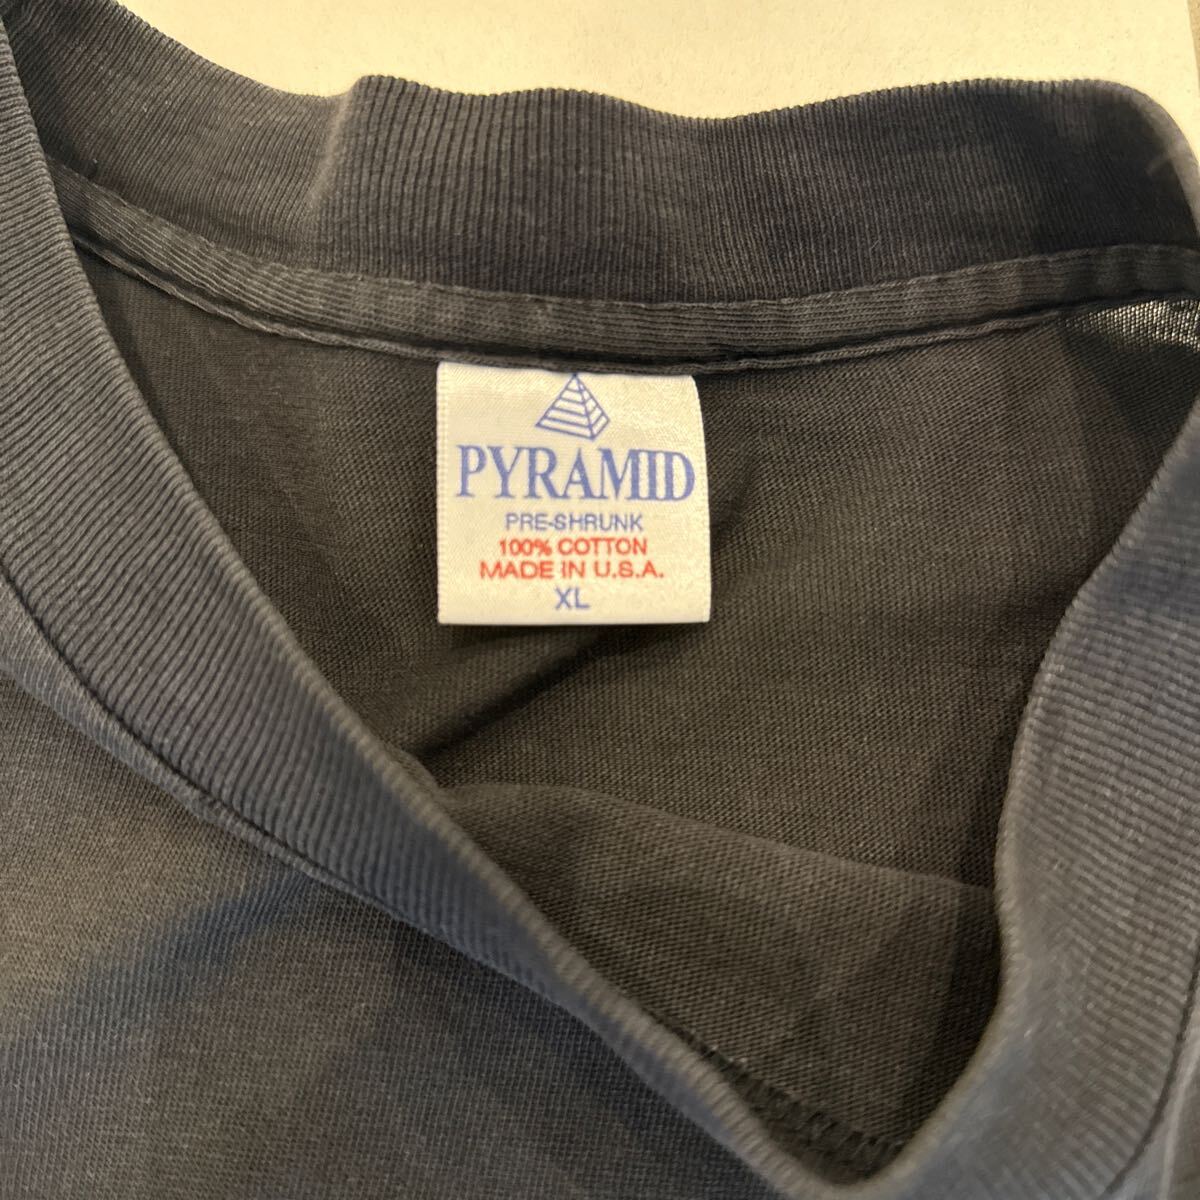 PYRAMID
PRE-SHRUNK
100% COTTON
MADE IN U.S.A.
XL